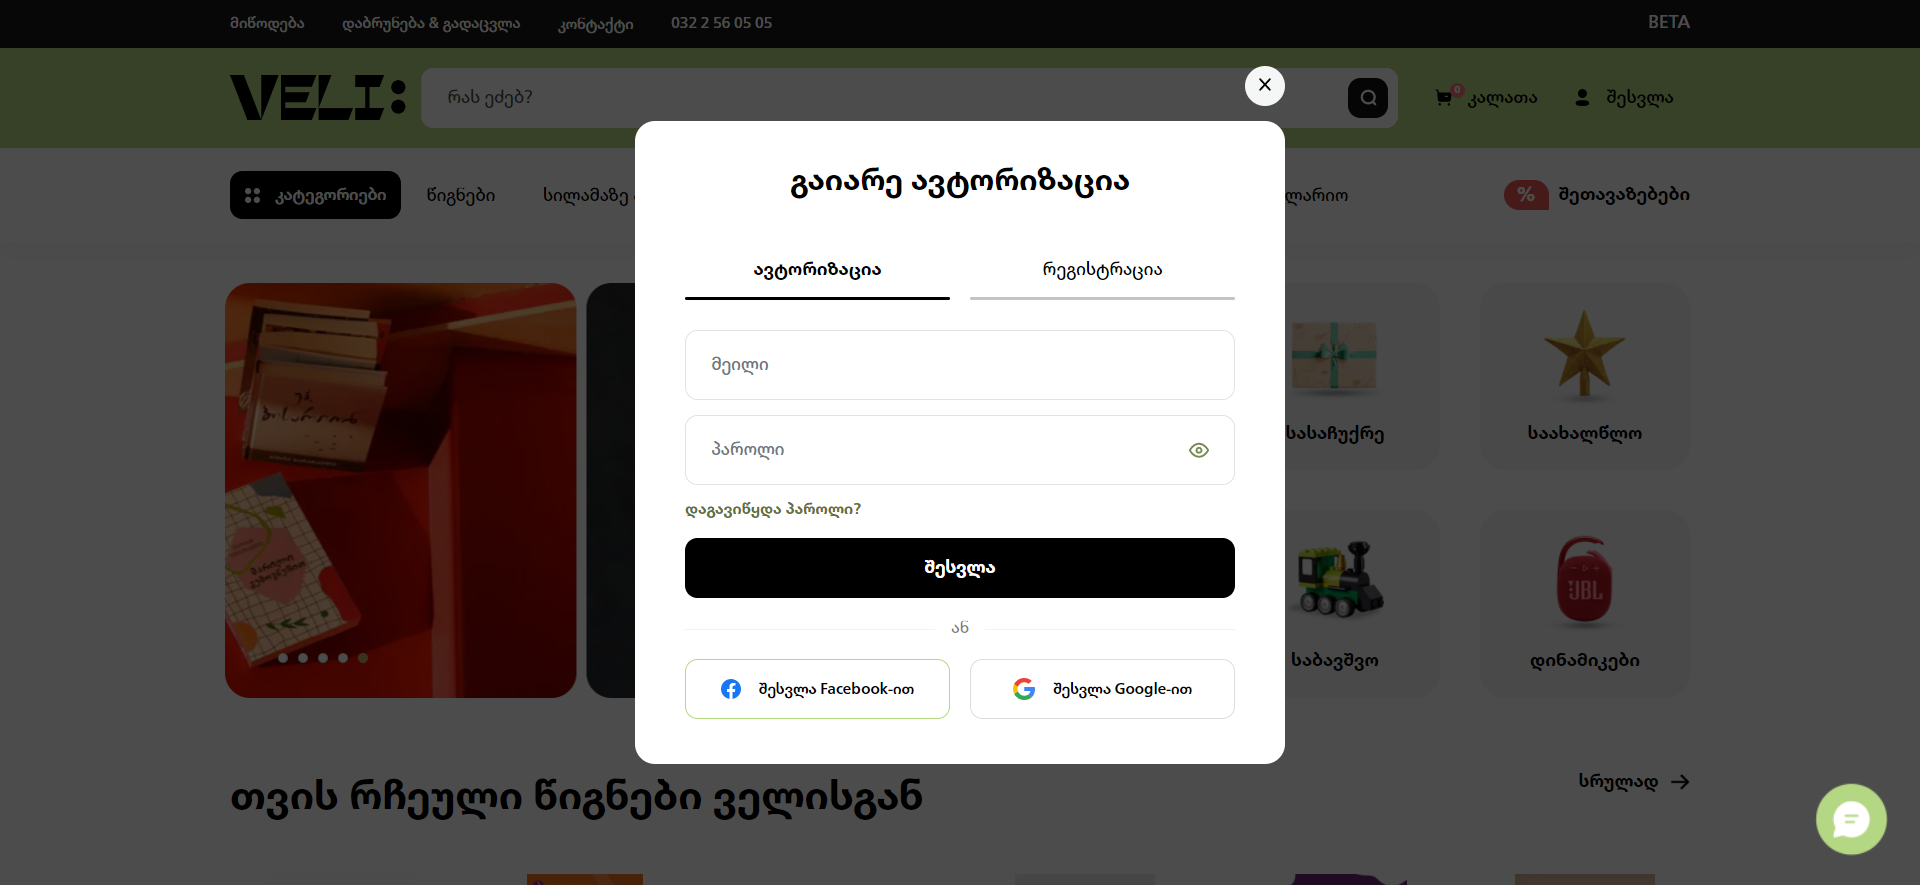 მიწოდება
დაბრუნება & გადაცვლა
კონტაქტი
032 2 56 05 05
BETA
VELI:
რას ეძებ?
0
კალათა
შესვლა
კატეგორიები
წიგნები
სილამაზე
ლარიო
%
შეთავაზებები
გაიარე ავტორიზაცია
ავტორიზაცია
რეგისტრაცია
მეილი
პაროლი
დაგავიწყდა პაროლი?
შესვლა
ან
შესვლა Facebook-ით
შესვლა Google-ით
სასაჩუქრე
საახალწლო
JBL
საბავშვო
დინამიკები
თვის რჩეული წიგნები ველისგან
სრულად